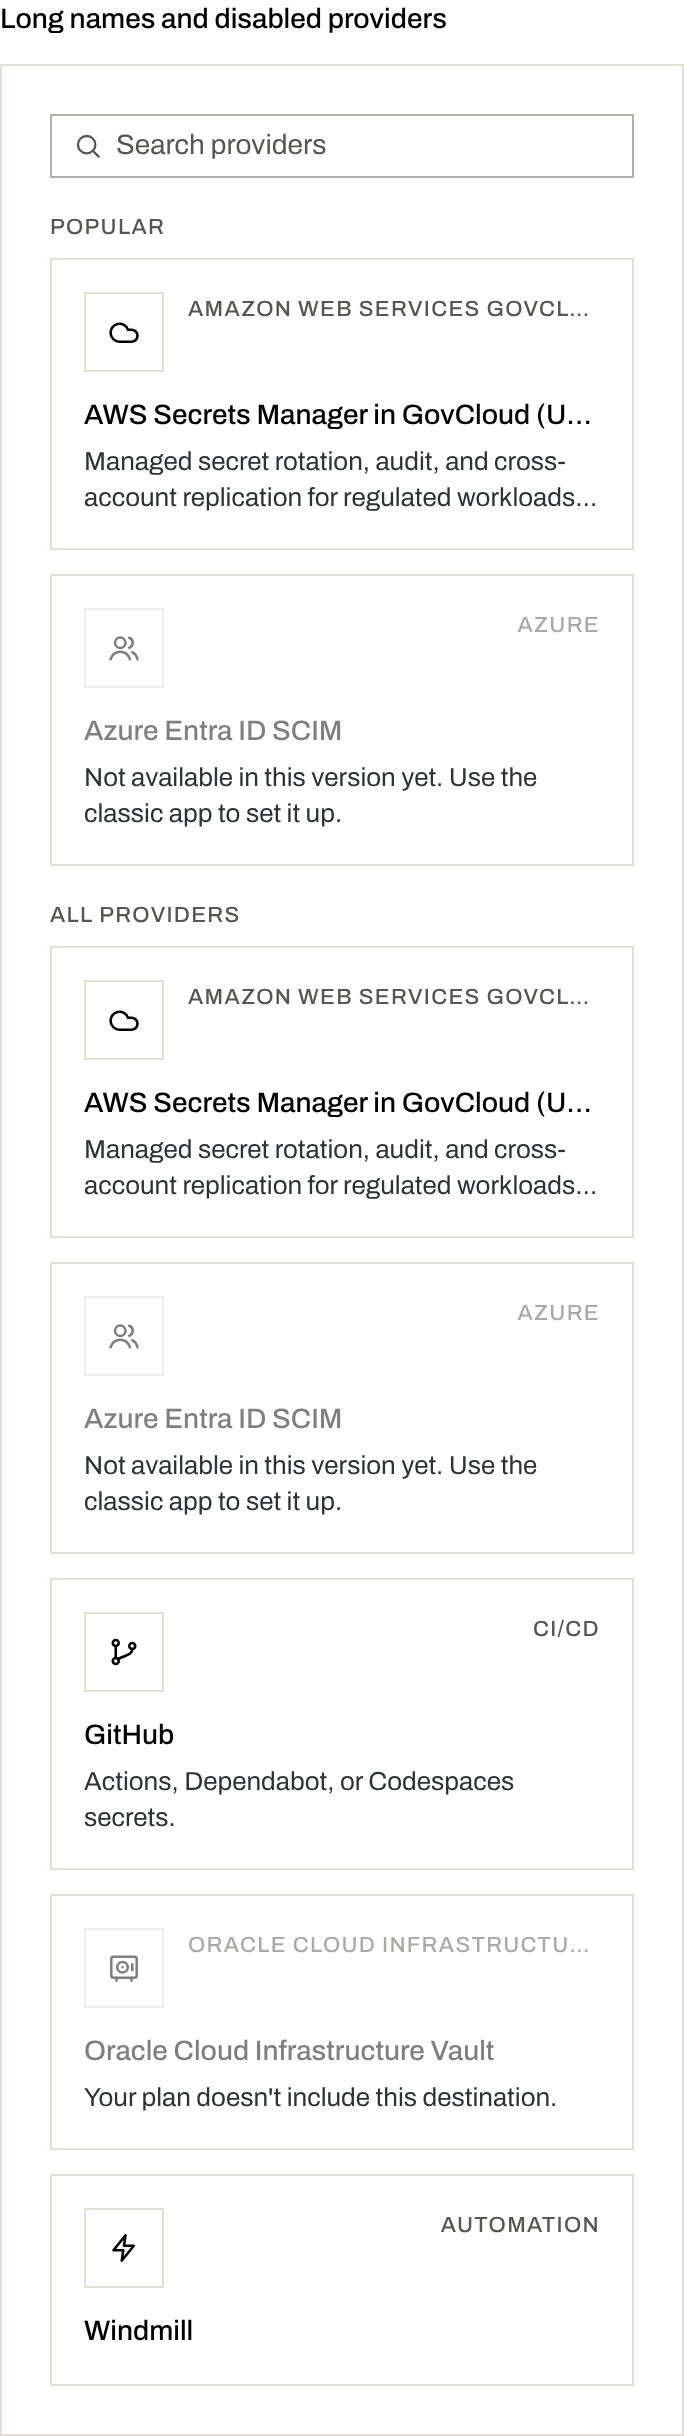 Long names and disabled providers
Search providers
POPULAR
AMAZON WEB SERVICES GOVCL...
AWS Secrets Manager in GovCloud (U...
Managed secret rotation, audit, and cross-
account replication for regulated workloads...
AZURE
Azure Entra ID SCIM
Not available in this version yet. Use the
classic app to set it up.
ALL PROVIDERS
AMAZON WEB SERVICES GOVCL...
AWS Secrets Manager in GovCloud (U...
Managed secret rotation, audit, and cross-
account replication for regulated workloads...
AZURE
Azure Entra ID SCIM
Not available in this version yet. Use the
classic app to set it up.
CI/CD
GitHub
Actions, Dependabot, or Codespaces
secrets.
ORACLE CLOUD INFRASTRUCTU...
Oracle Cloud Infrastructure Vault
Your plan doesn't include this destination.
AUTOMATION
Windmill